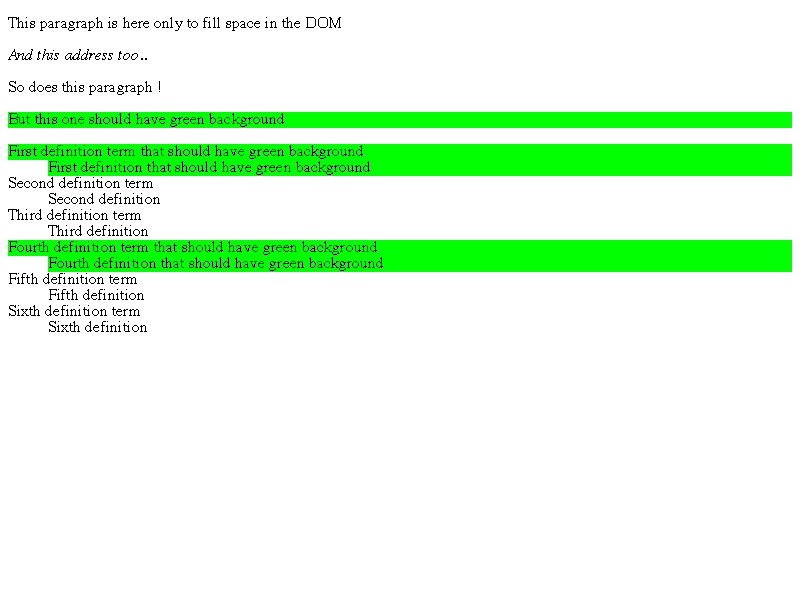 This paragraph is here only to fill space in the DOM
And this address too..
So does this paragraph !
But this one should have green background
First definition term that should have green background
First definition that should have green background
Second definition term
Second definition
Third definition term
Third definition
Fourth definition term that should have green background
Fourth definition that should have green background
Fifth definition term
Fifth definition
Sixth definition term
Sixth definition